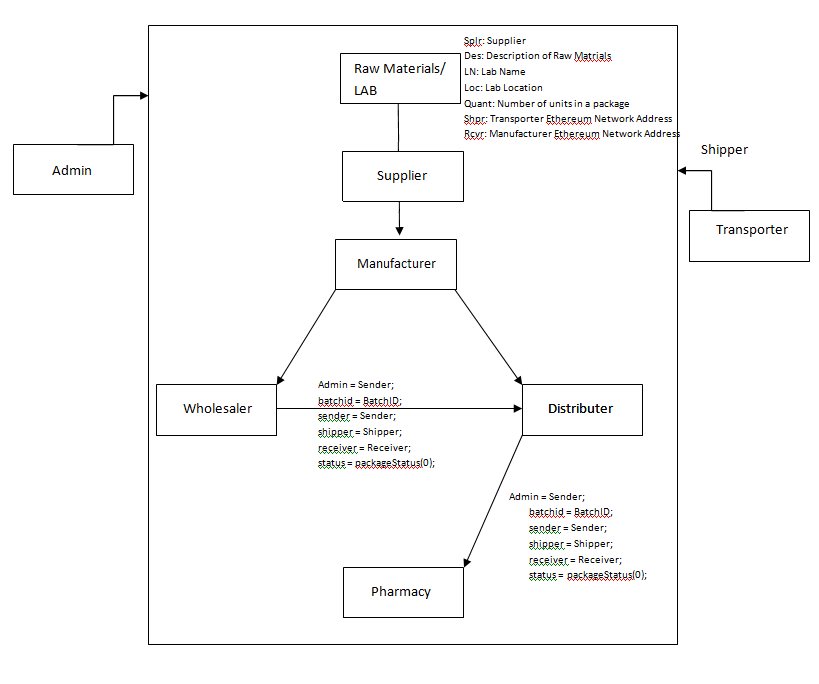 Splr: Supplier
Des: Description of Raw Matrials
LN: Lab Name
Loc: Lab Location
Quant: Number of units in a package
Shpr: Transporter Ethereum Network Address
Rcvr: Manufacturer Ethereum Network Address
Raw Materials/
LAB
Shipper
Admin
Supplier
Transporter
Manufacturer
Wholesaler
Admin = Sender;
batchid = BatchID;
sender = Sender;
shipper = Shipper;
receiver = Receiver;
status = packageStatus(0);
Distributer
Admin = Sender;
batchid = BatchID;
sender = Sender;
shipper = Shipper;
receiver = Receiver;
status = packageStatus(0);
Pharmacy